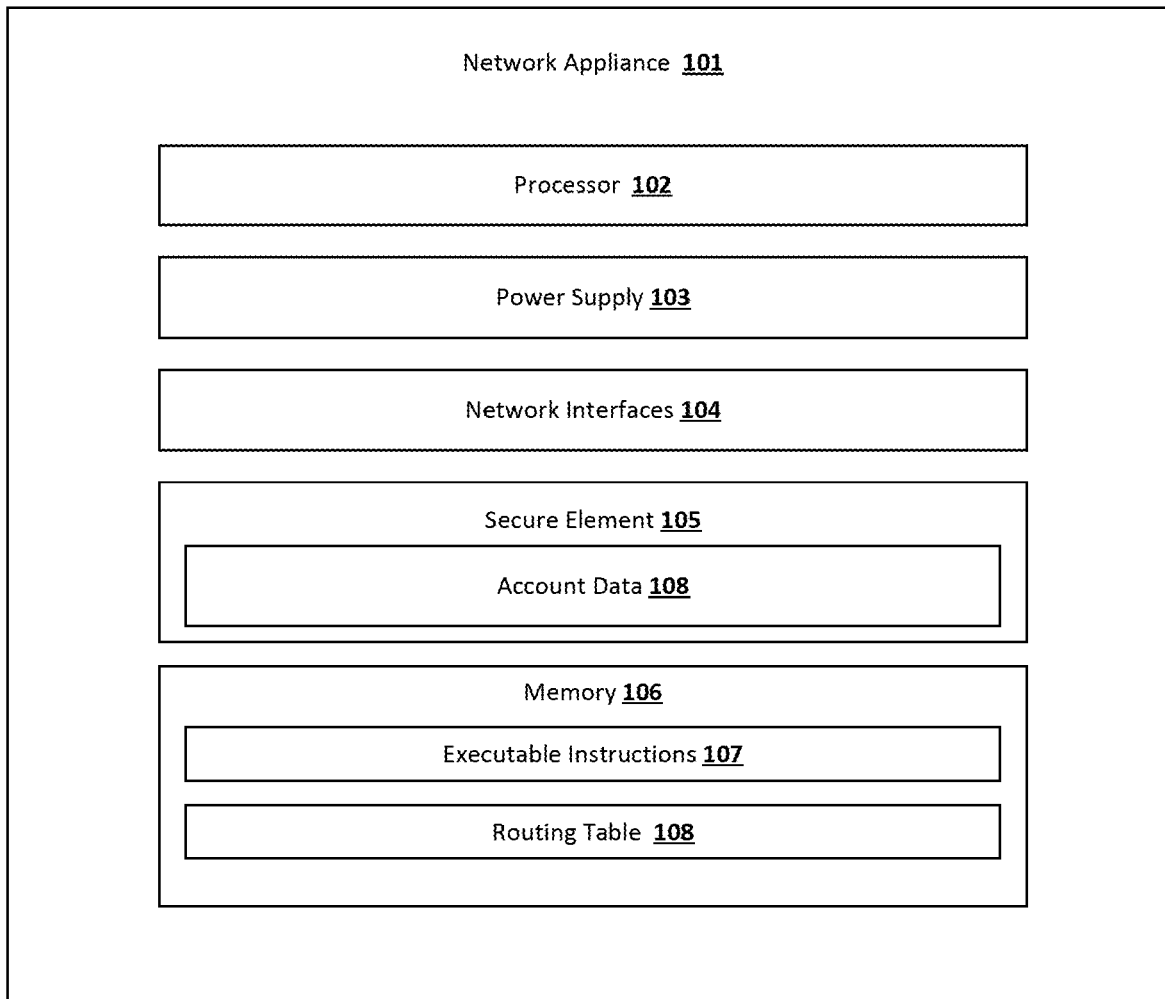 Network Appliance 101
Processor 102
Power Supply 103
Network Interfaces 104
Secure Element 105
Account Data 108
Memory 106
Executable Instructions 107
Routing Table 108